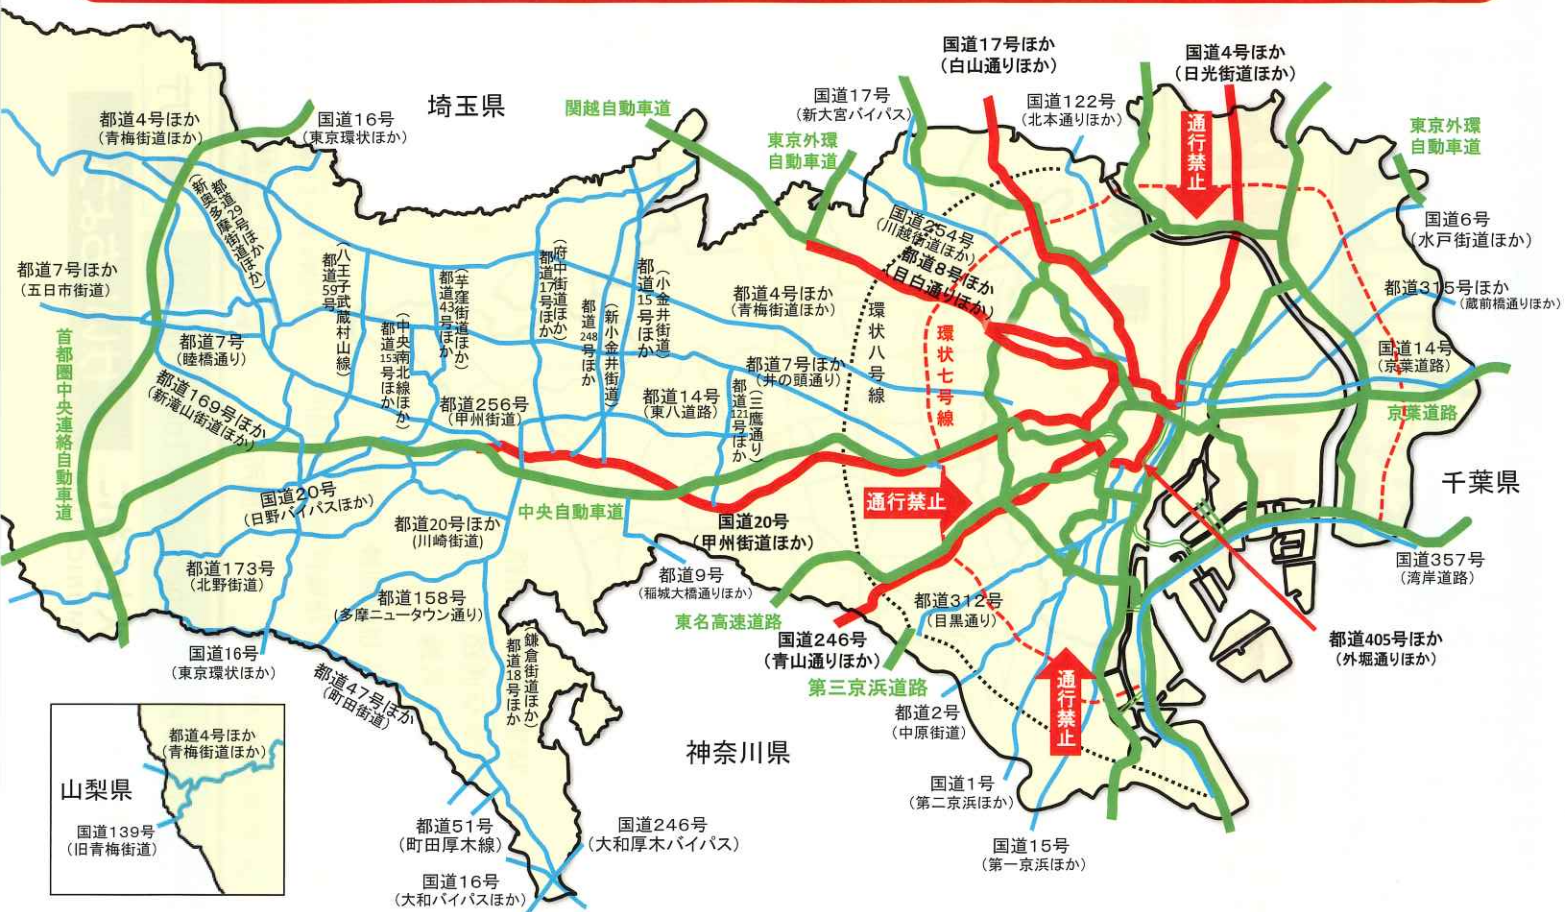 国道17号ほか
(白山通りほか)
国道4号ほか
(日光街道ほか)
埼玉県
関越自動車道
国道17号
(新大宮バイパス)
国道122号
(北本通りほか)
都道4号ほか
(青梅街道ほか)
国道16号
(東京環状ほか)
東京外環
自動車道
通行禁止
東京外環
自動車道
都道29号ほか
(新奥多摩街道ほか)
国道254号
(川越街道ほか)
国道6号
(水戸街道ほか)
都道7号ほか
(五日市街道)
都道59号
(八王子武蔵村山線)
都道43号ほか
(芋窪街道ほか)
都道17号ほか
(府中街道ほか)
都道15号ほか
(小金井街道)
都道8号ほか
(目白通りほか)
都道4号ほか
(青梅街道ほか)
都道315号ほか
(蔵前橋通りほか)
都道248号ほか
(新小金井街道)
環状八号線
環状七号線
都道7号
(睦橋通り)
都道153号ほか
(中央南北線ほか)
国道14号
(京葉道路)
首都圏中央連絡自動車道
都道169号ほか
(新滝山街道ほか)
都道7号ほか
(井の頭通り)
都道256号
(甲州街道)
都道14号
(東八道路)
都道121号ほか
(三鷹通り)
京葉道路
千葉県
国道20号
(日野バイパスほか)
通行禁止
中央自動車道
都道20号ほか
(川崎街道)
国道20号
(甲州街道ほか)
都道173号
(北野街道)
都道9号
(稲城大橋通りほか)
国道357号
(湾岸道路)
都道158号
(多摩ニュータウン通り)
東名高速道路
都道312号
(目黒通り)
国道246号
(青山通りほか)
都道405号ほか
(外堀通りほか)
国道16号
(東京環状ほか)
都道47号ほか
(町田街道)
都道18号ほか
(鎌倉街道ほか)
第三京浜道路
通行禁止
都道2号
(中原街道)
神奈川県
都道4号ほか
(青梅街道ほか)
山梨県
国道139号
(旧青梅街道)
国道1号
(第二京浜ほか)
都道51号
(町田厚木線)
国道246号
(大和厚木バイパス)
国道15号
(第一京浜ほか)
国道16号
(大和バイパスほか)